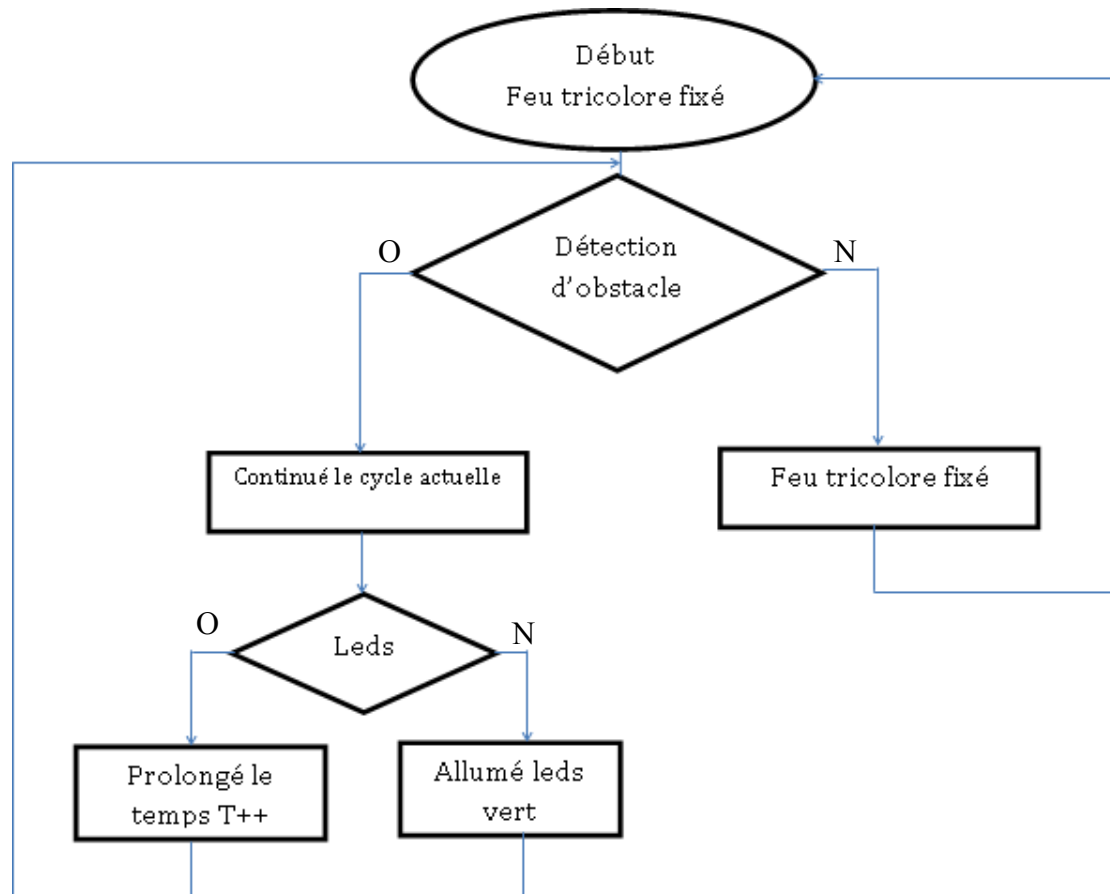 Début
Feu tricolore fixé
O
N
Détection
d'obstacle
Continué le cycle actuelle
Feu tricolore fixé
O
N
Leds
Prolongé le
temps T++
Allumé leds
vert